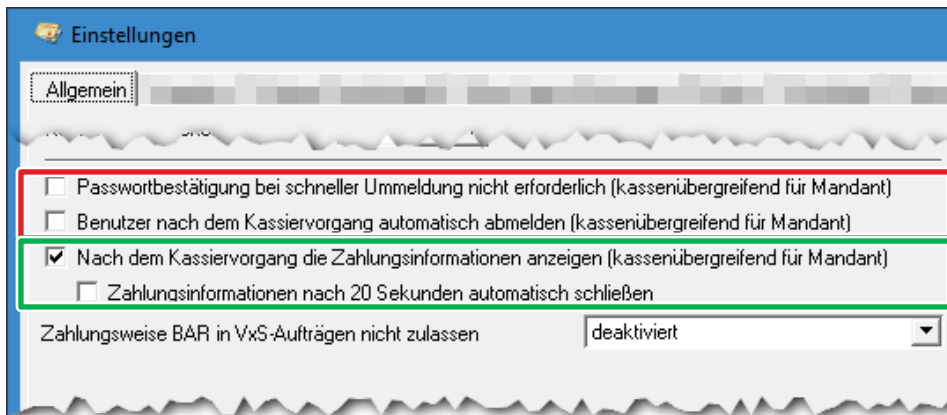 Einstellungen
Allgemein
Passwortbestätigung bei schneller Ummeldung nicht erforderlich (kassenübergreifend für Mandant)
Benutzer nach dem Kassiervorgang automatisch abmelden (kassenübergreifend für Mandant)
Nach dem Kassiervorgang die Zahlungsinformationen anzeigen (kassenübergreifend für Mandant)
Zahlungsinformationen nach 20 Sekunden automatisch schließen
Zahlungsweise BAR in VxS-Aufträgen nicht zulassen deaktiviert